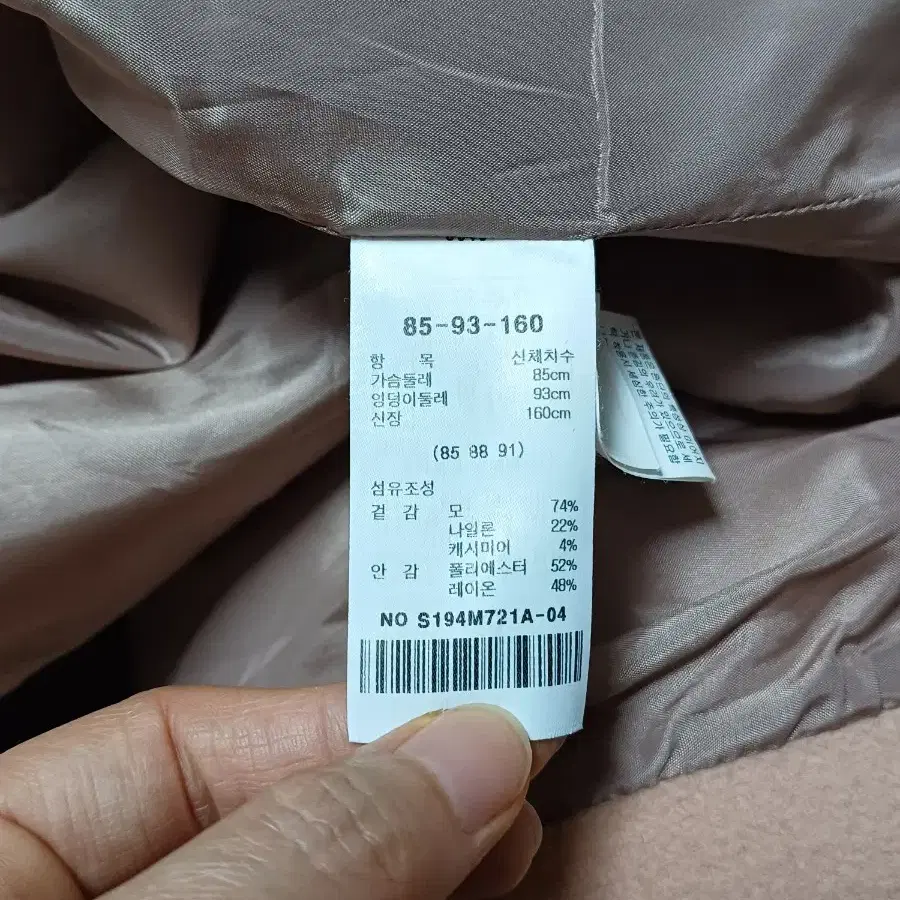 85-93-160
항 목 신체치수
가슴둘레 85cm
엉덩이둘레 93cm
신장 160cm
(85 88 91)
섬유조성
겉 감 모 74%
나일론 22%
캐시미어 4%
안 감 폴리에스터 52%
레이온 48%
NO S194M721A-04